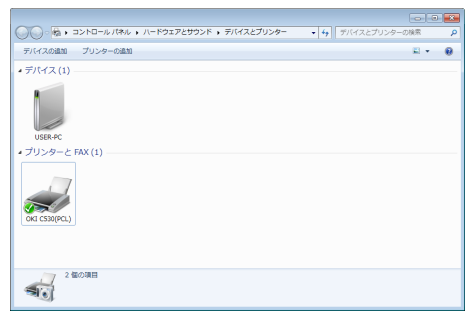 コントロール パネル ▸ ハードウェアとサウンド ▸ デバイスとプリンター
デバイスとプリンターの検索
デバイスの追加 プリンターの追加
デバイス (1)
USER-PC
プリンターと FAX (1)
OKI C530(PCL)
2 個の項目